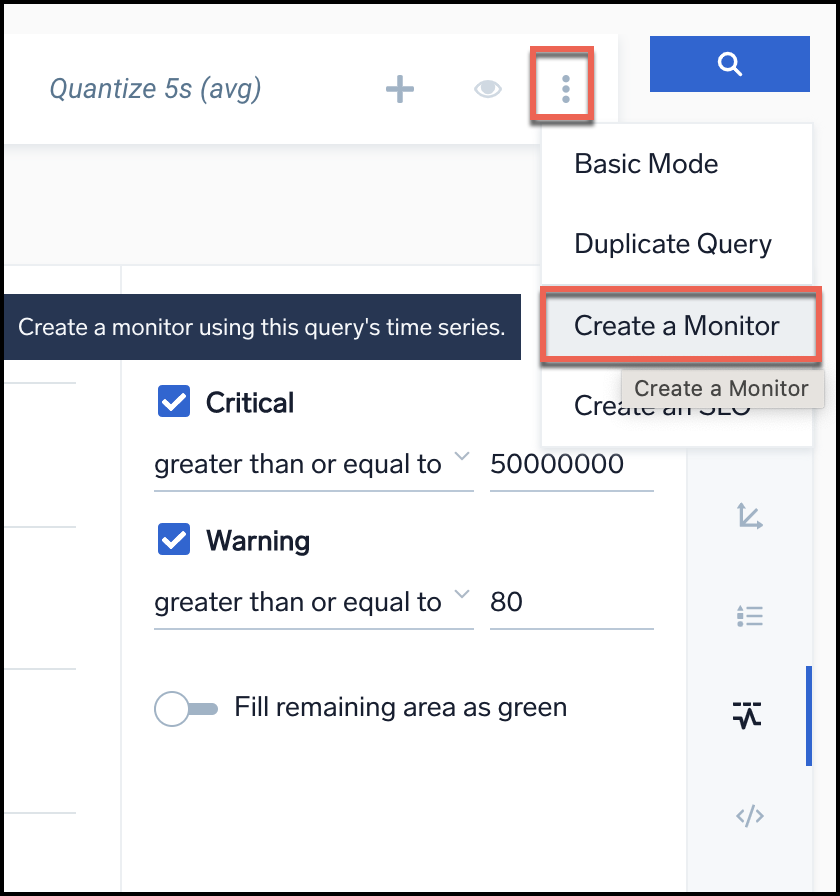 Quantize 5s (avg)
Basic Mode
Duplicate Query
Create a monitor using this query's time series.
Create a Monitor
Create a Monitor
Create an SLO
Critical
greater than or equal to 50000000
Warning
greater than or equal to 80
Fill remaining area as green